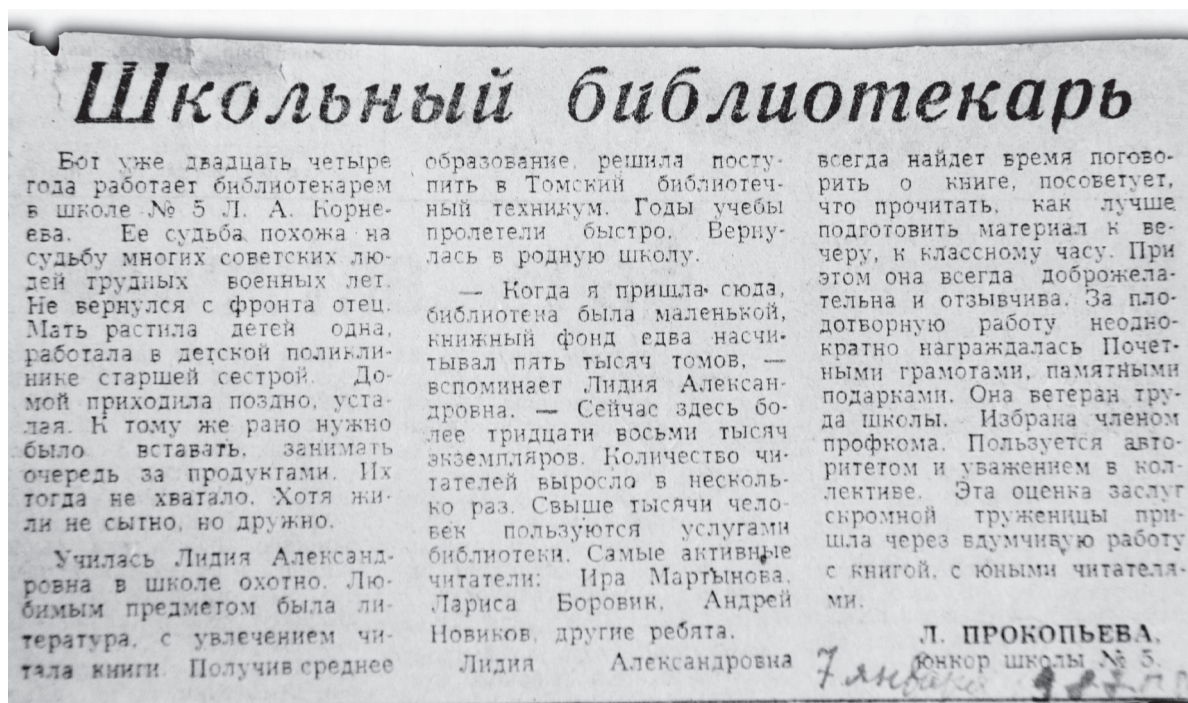 Школьный библиотекарь
Вот уже двадцать четыре
года работает библиотекарем
в школе № 5 Л. А. Корне-
ева. Ее судьба похожа на
судьбу многих советских лю-
дей трудных военных лет.
Не вернулся с фронта отец.
Мать растила детей одна,
работала в детской поликли-
нике старшей сестрой. До-
мой приходила поздно, уста-
лая. К тому же рано нужно
было вставать, занимать
очередь за продуктами. Их
тогда не хватало. Хотя жи-
ли не сытно, но дружно.
Училась Лидия Александ-
ровна в школе охотно. Лю-
бимым предметом была ли-
тература, с увлечением чи-
тала книги. Получив среднее
образование, решила посту-
пить в Томский библиотеч-
ный техникум. Годы учебы
пролетели быстро. Верну-
лась в родную школу.
— Когда я пришла сюда,
библиотека была маленькой,
книжный фонд едва насчи-
тывал пять тысяч томов, —
вспоминает Лидия Алексан-
дровна. — Сейчас здесь бо-
лее тридцати восьми тысяч
экземпляров. Количество чи-
тателей выросло в несколь-
ко раз. Свыше тысячи чело-
век пользуются услугами
библиотеки. Самые активные
читатели: Ира Мартынова,
Лариса Боровик, Андрей
Новиков, другие ребята.
Лидия Александровна
всегда найдет время погово-
рить о книге, посоветует,
что прочитать, как лучше
подготовить материал к ве-
черу, к классному часу. При
этом она всегда доброжела-
тельна и отзывчива. За пло-
дотворную работу неодно-
кратно награждалась Почет-
ными грамотами, памятными
подарками. Она ветеран тру-
да школы. Избрана членом
профкома. Пользуется авто-
ритетом и уважением в кол-
лективе. Эта оценка заслуг
скромной труженицы при-
шла через вдумчивую работу
с книгой, с юными читателя-
ми.
Л. ПРОКОПЬЕВА,
юнкор школы № 5.
7 января